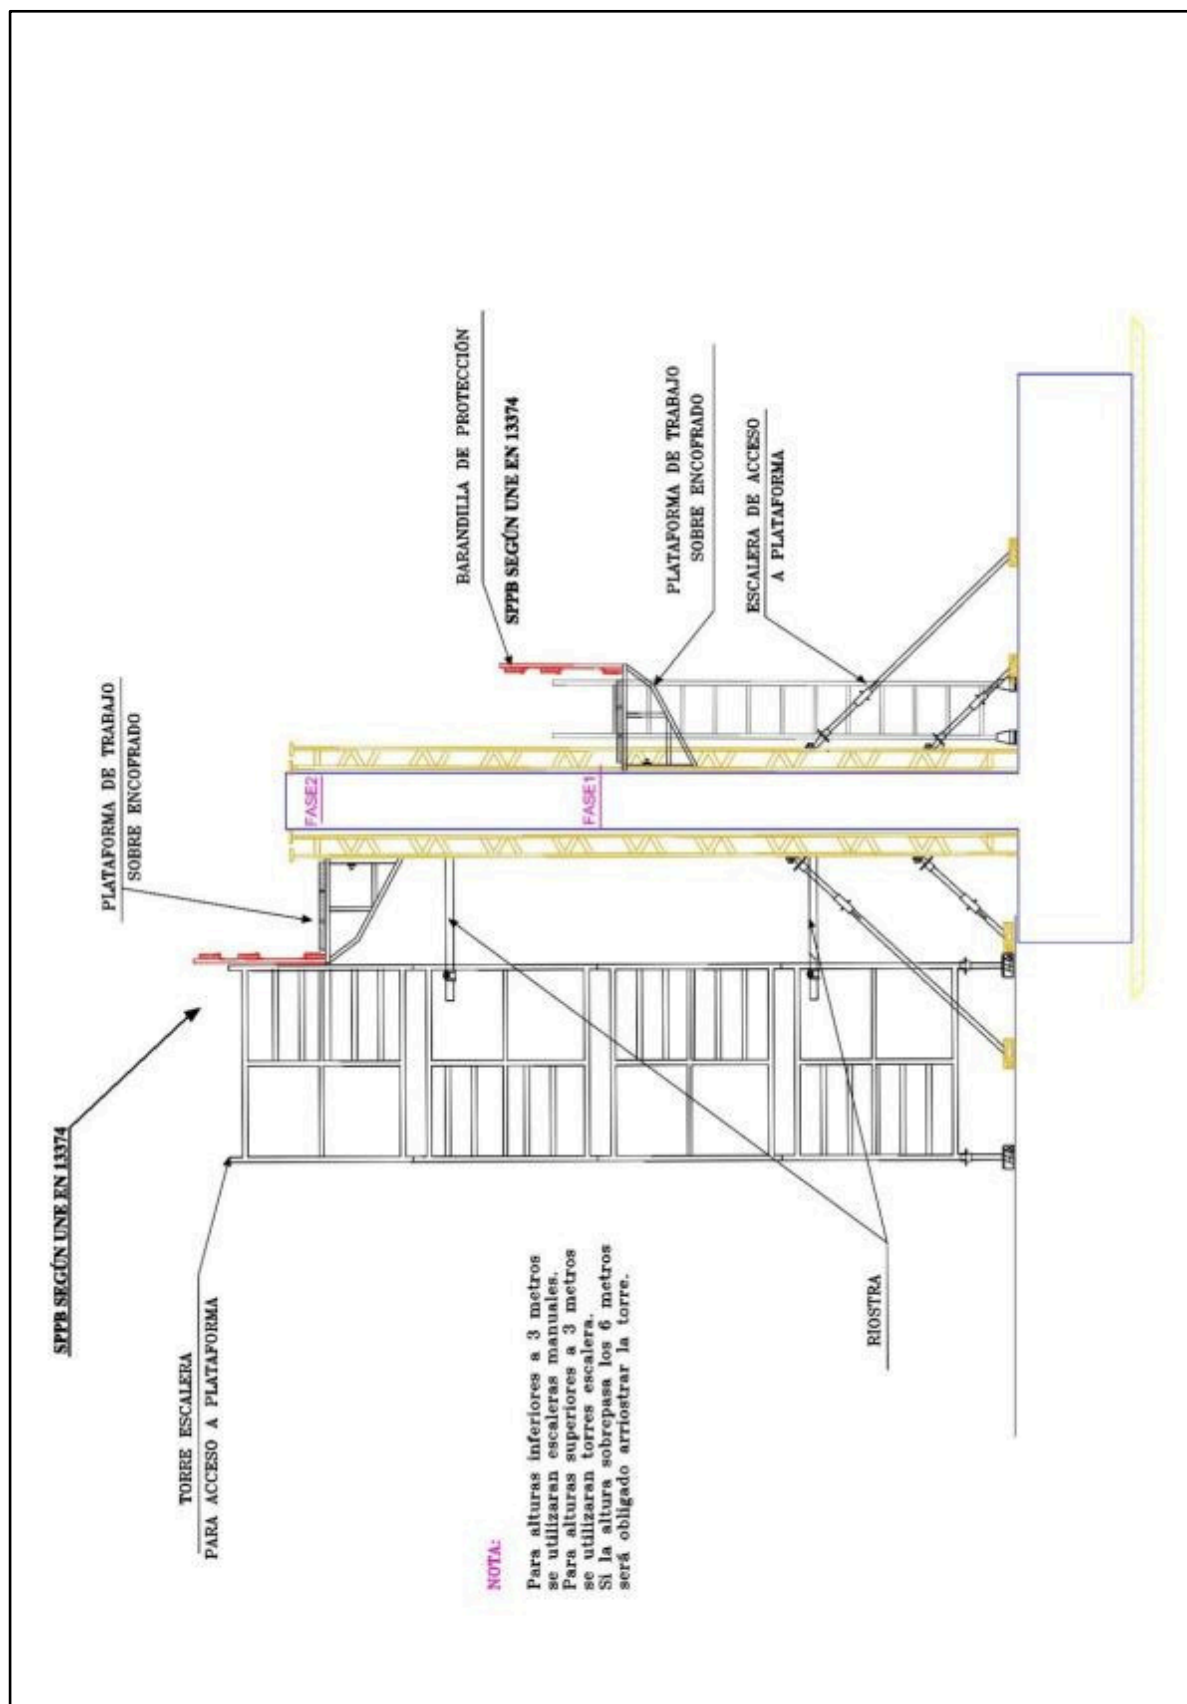 SPPB SEGÚN UNE EN 13374
TORRE ESCALERA
PARA ACCESO A PLATAFORMA
PLATAFORMA DE TRABAJO
SOBRE ENCOFRADO
BARANDILLA DE PROTECCIÓN
SPPB SEGÚN UNE EN 13374
PLATAFORMA DE TRABAJO
SOBRE ENCOFRADO
ESCALERA DE ACCESO
A PLATAFORMA
FASE2
FASE1
NOTA:
Para alturas inferiores a 3 metros
se utilizaran escaleras manuales.
Para alturas superiores a 3 metros
se utilizaran torres escalera.
Si la altura sobrepasa los 6 metros
será obligado arriostrar la torre.
RIOSTRA